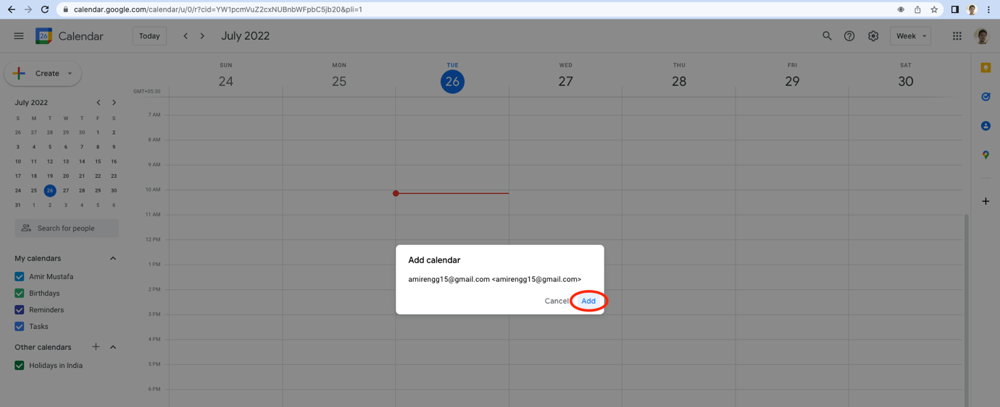 calendar.google.com/calendar/u/0/r?cid=YW1pcmVuZ2cxNUBnbWFpbC5jb20&pli=1
26 Calendar Today July 2022 Week
Create
SUN MON TUE WED THU FRI SAT
24 25 26 27 28 29 30
GMT+05:30
July 2022
S M T W T F S
26 27 28 29 30 1 2
3 4 5 6 7 8 9
10 11 12 13 14 15 16
17 18 19 20 21 22 23
24 25 26 27 28 29 30
31 1 2 3 4 5 6
Search for people
My calendars
Amir Mustafa
Birthdays
Reminders
Tasks
Other calendars
Holidays in India
7 AM
8 AM
9 AM
10 AM
11 AM
12 PM
1 PM
2 PM
3 PM
4 PM
5 PM
6 PM
Add calendar
amirengg15@gmail.com <amirengg15@gmail.com>
Cancel Add